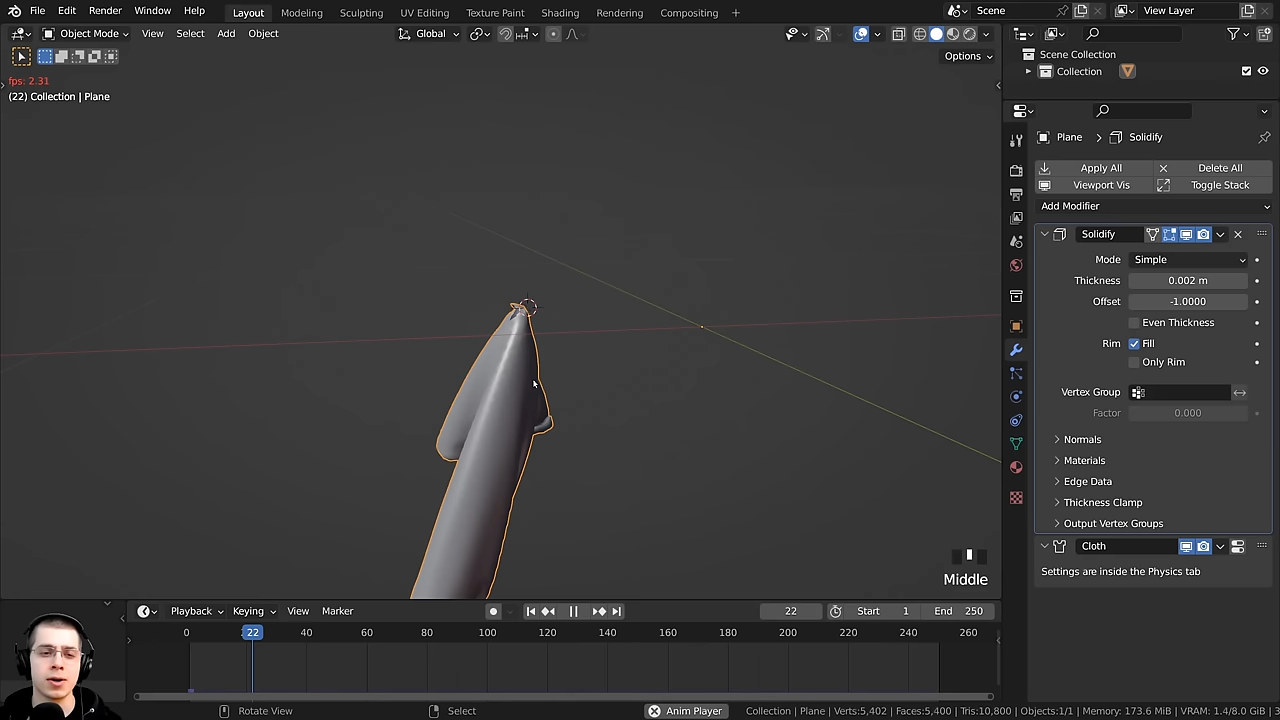 File Edit Render Window Help Layout Modeling Sculpting UV Editing Texture Paint Shading Rendering Compositing + Scene View Layer
Object Mode View Select Add Object Global
Options
fps: 2.31
(22) Collection | Plane
Scene Collection
Collection
Plane > Solidify
Apply All Delete All
Viewport Vis Toggle Stack
Add Modifier
Solidify
Mode Simple
Thickness 0.002 m
Offset -1.0000
Even Thickness
Rim Fill
Only Rim
Vertex Group
Factor 0.000
Normals
Materials
Edge Data
Thickness Clamp
Output Vertex Groups
Cloth
Settings are inside the Physics tab
Middle
Playback Keying View Marker 22 Start 1 End 250
0 22 40 60 80 100 120 140 160 180 200 220 240 260
Rotate View Select Anim Player Collection | Plane | Verts:5,402 | Faces:5,400 | Tris:10,800 | Objects:1/1 | Memory: 173.6 MiB | VRAM: 1.4/8.0 GiB | 3